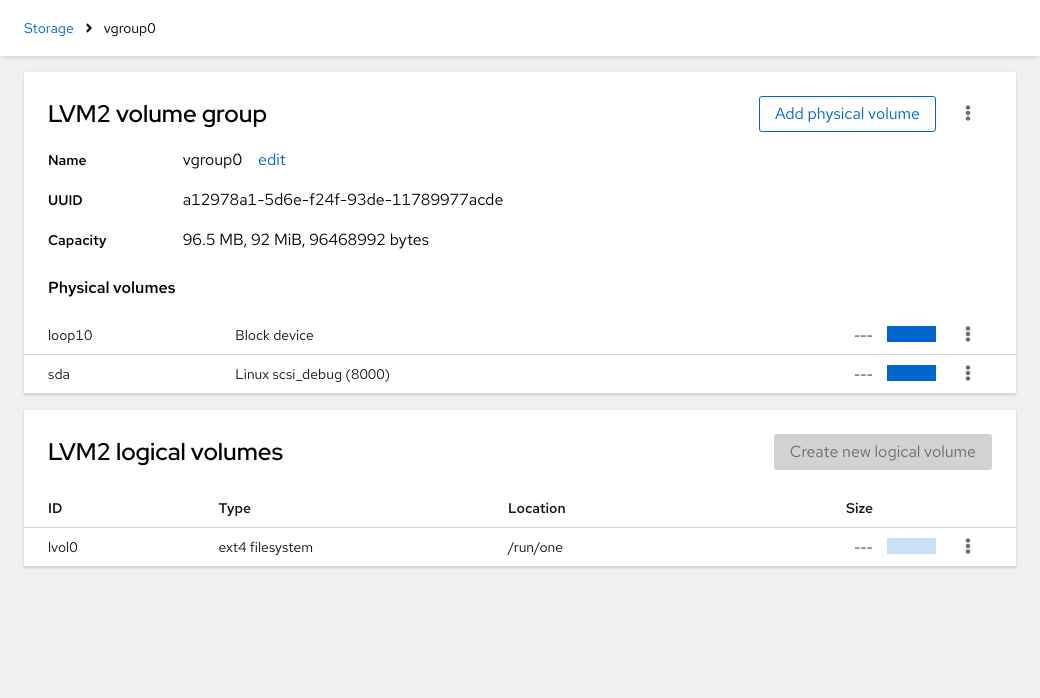 Storage > vgroup0
LVM2 volume group Add physical volume
Name vgroup0 edit
UUID a12978a1-5d6e-f24f-93de-11789977acde
Capacity 96.5 MB, 92 MiB, 96468992 bytes
Physical volumes
loop10 Block device ---
sda Linux scsi_debug (8000) ---
LVM2 logical volumes Create new logical volume
ID Type Location Size
lvol0 ext4 filesystem /run/one ---